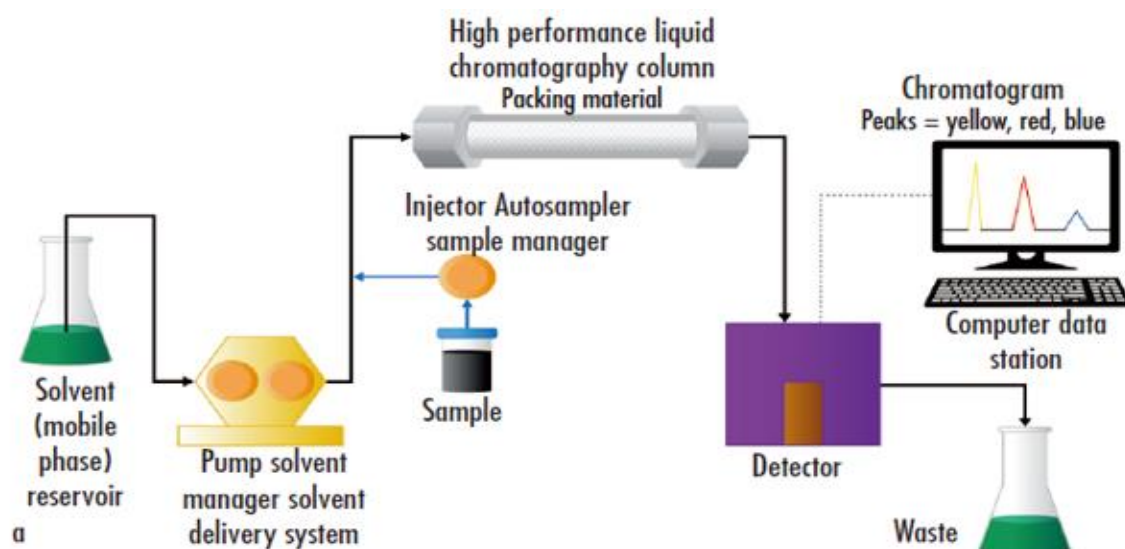 High performance liquid
chromatography column
Packing material
Chromatogram
Peaks = yellow, red, blue
Injector Autosampler
sample manager
Solvent
(mobile
phase)
reservoir
a
Pump solvent
manager solvent
delivery system
Sample
Detector
Computer data
station
Waste